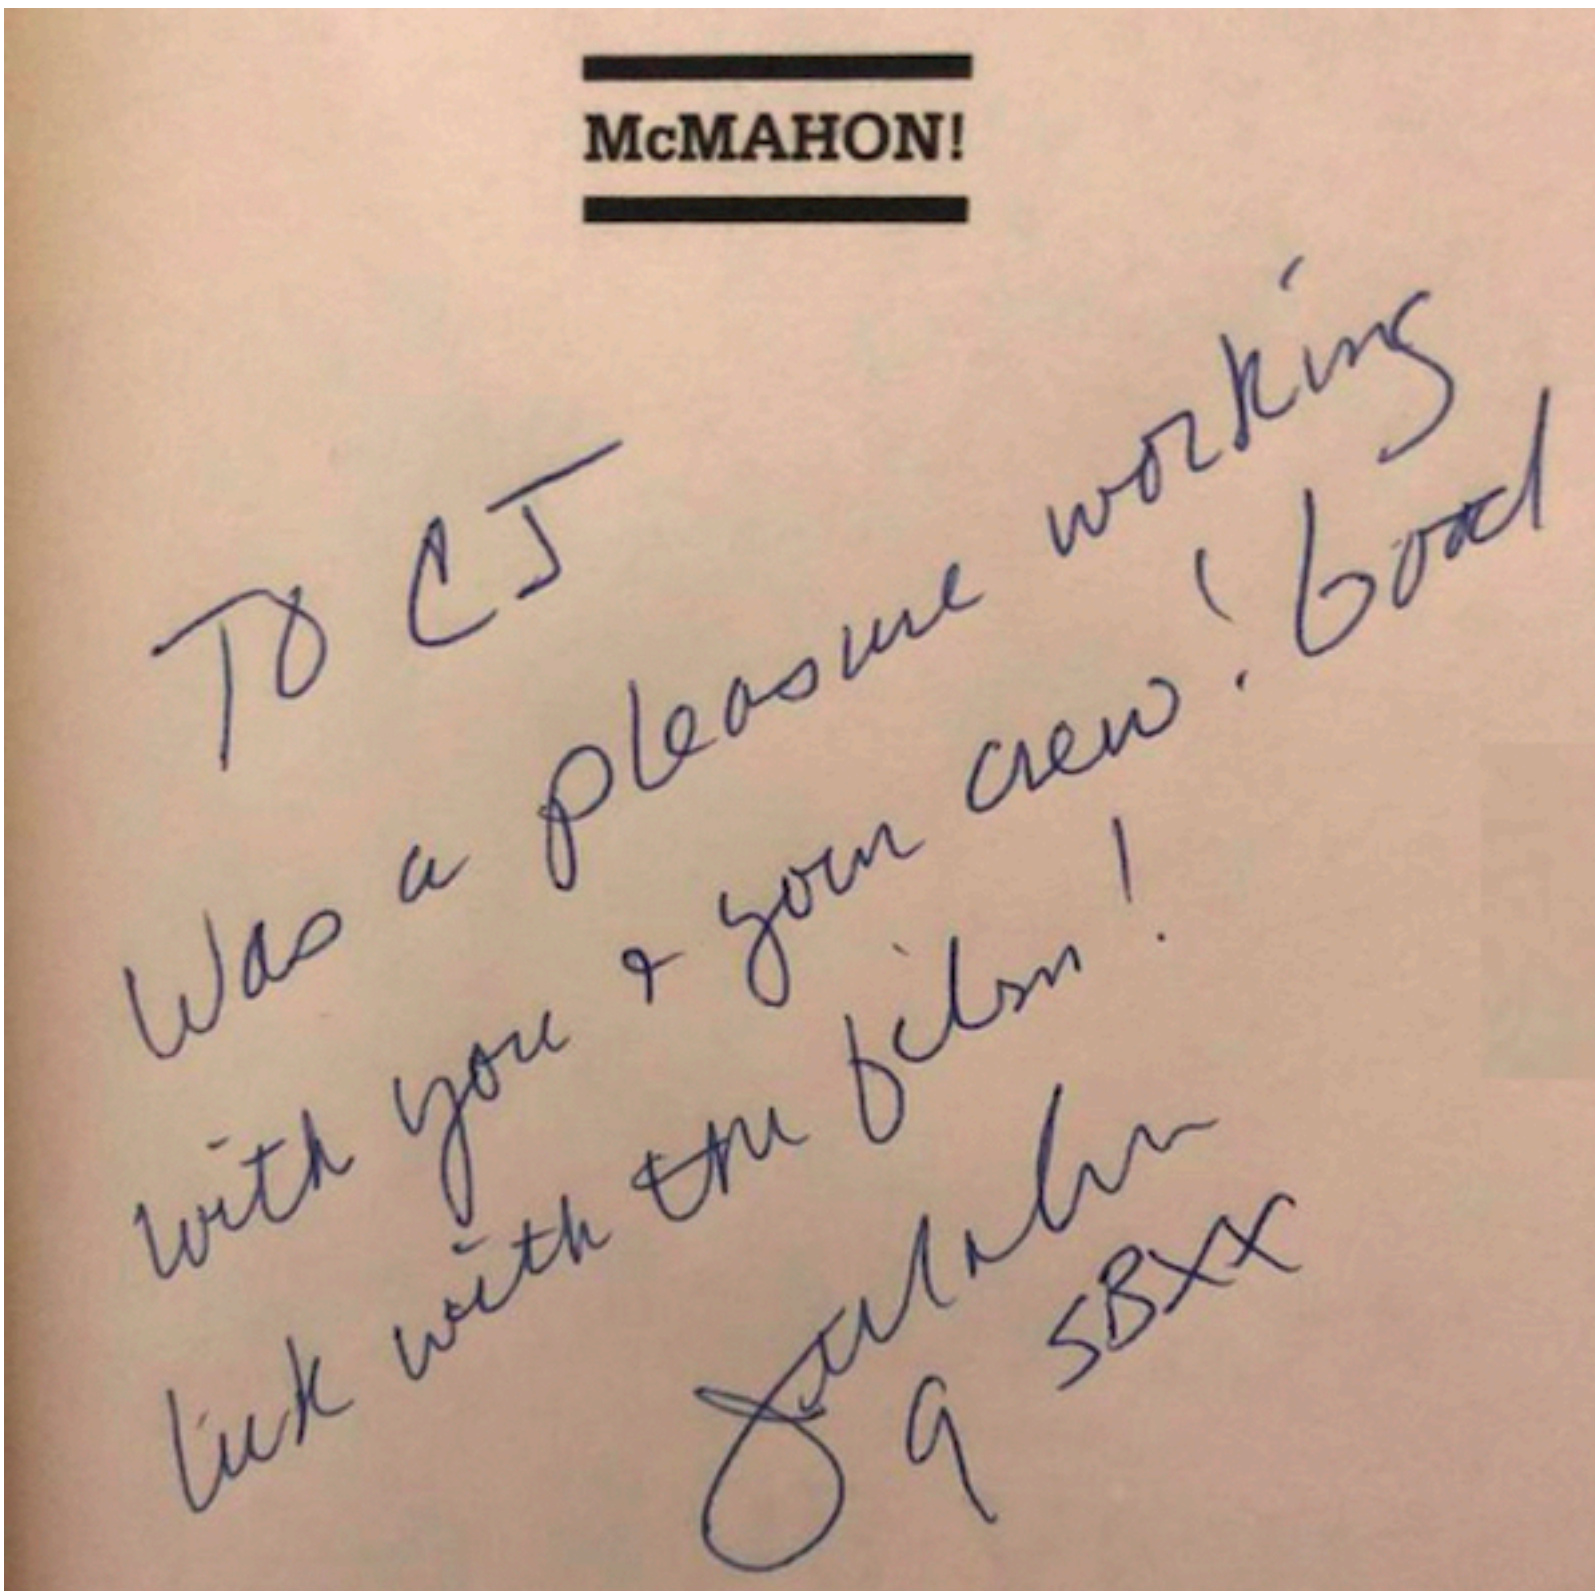 McMAHON!
To CJ
Was a pleasure working
with you & your crew! Good
luck with the film!
9 SBXX